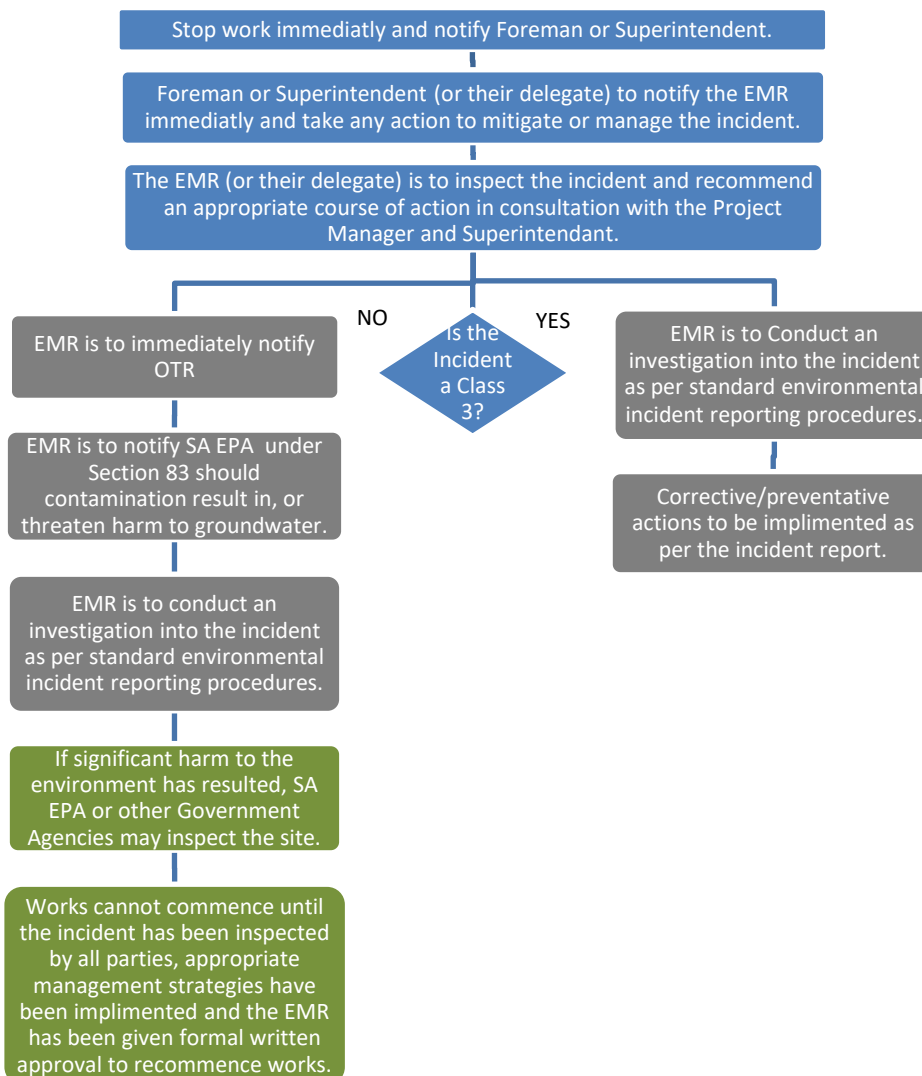 Stop work immediatly and notify Foreman or Superintendent.
Foreman or Superintendent (or their delegate) to notify the EMR
immediatly and take any action to mitigate or manage the incident.
The EMR (or their delegate) is to inspect the incident and recommend
an appropriate course of action in consultation with the Project
Manager and Superintendant.
NO
YES
Is the
Incident
a Class
3?
EMR is to immediately notify
OTR
EMR is to notify SA EPA under
Section 83 should
contamination result in, or
threaten harm to groundwater.
EMR is to conduct an
investigation into the incident
as per standard environmental
incident reporting procedures.
If significant harm to the
environment has resulted, SA
EPA or other Government
Agencies may inspect the site.
Works cannot commence until
the incident has been inspected
by all parties, appropriate
management strategies have
been implimented and the EMR
has been given formal written
approval to recommence works.
EMR is to Conduct an
investigation into the incident
as per standard environmental
incident reporting procedures.
Corrective/preventative
actions to be implimented as
per the incident report.